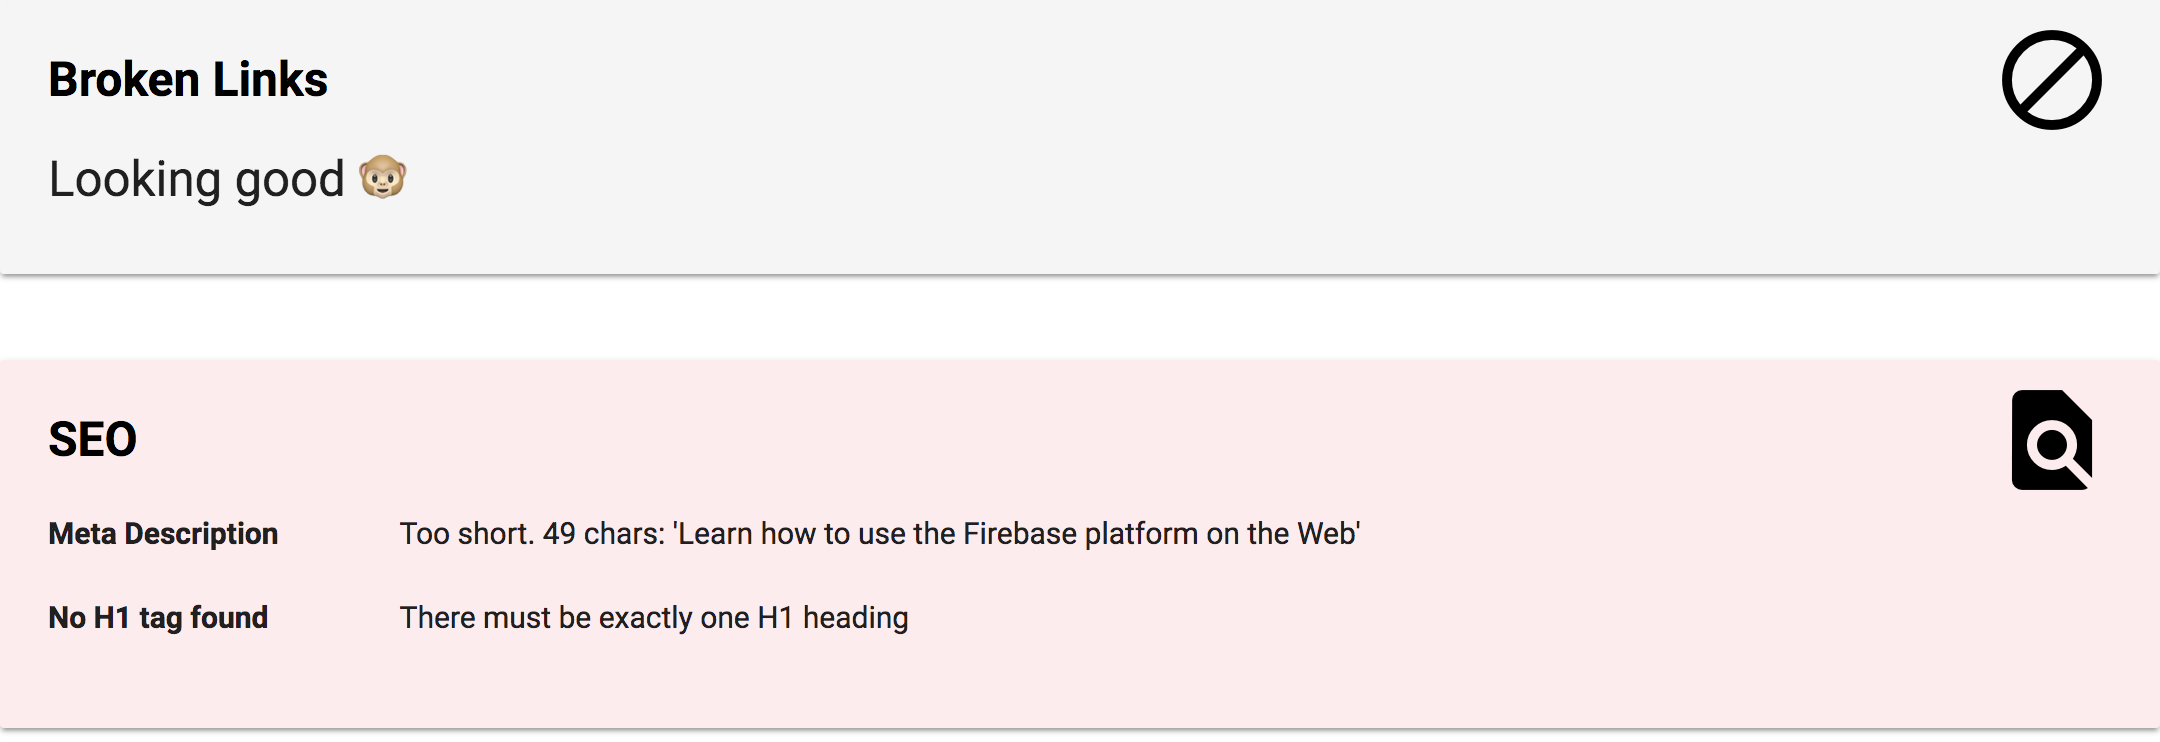 Broken Links
Looking good 🐵
SEO
Meta Description Too short. 49 chars: 'Learn how to use the Firebase platform on the Web'
No H1 tag found There must be exactly one H1 heading